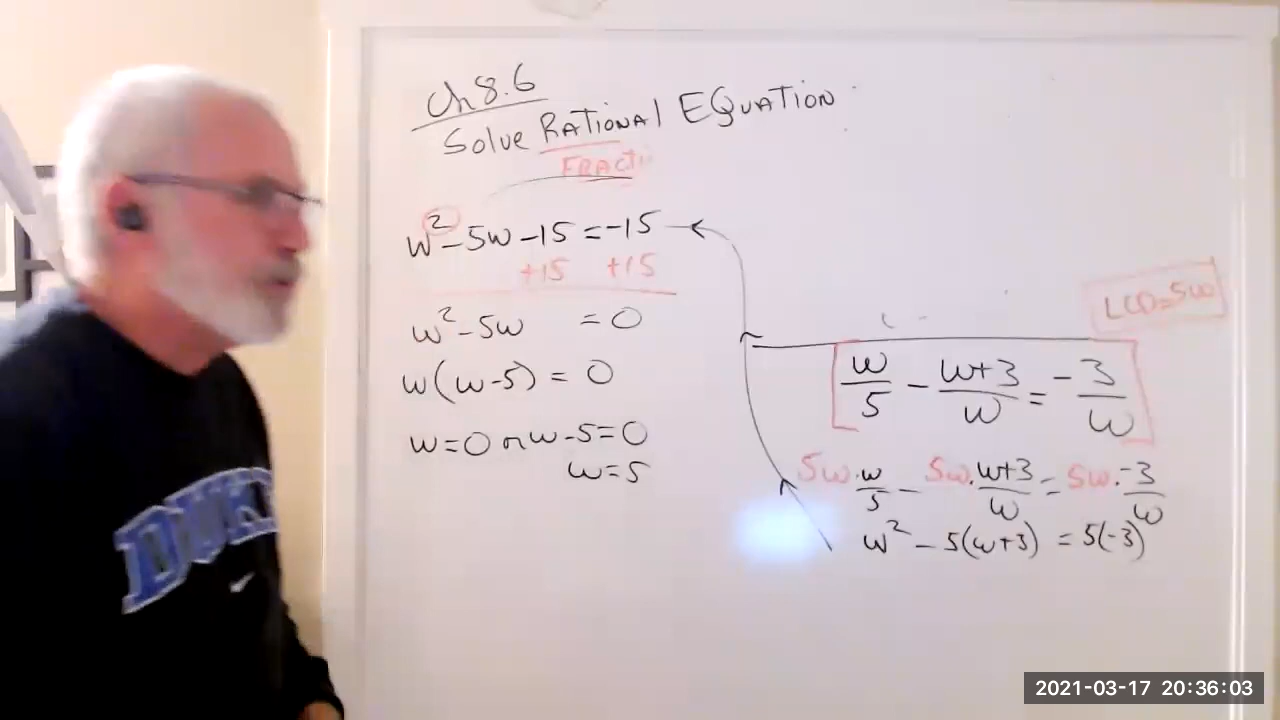 Ch 8.6
Solve RATIONAL EQUATION
FRACTI
w² - 5w - 15 = -15
+15 +15
w² - 5w = 0
w(w-5) = 0
w=0 or w-5=0
w=5
LCD=5w
w/5 - w+3/w = -3/w
5w·w/5 - 5w·w+3/w = 5w·-3/w
w² - 5(w+3) = 5(-3)
DUKE
2021-03-17 20:36:03